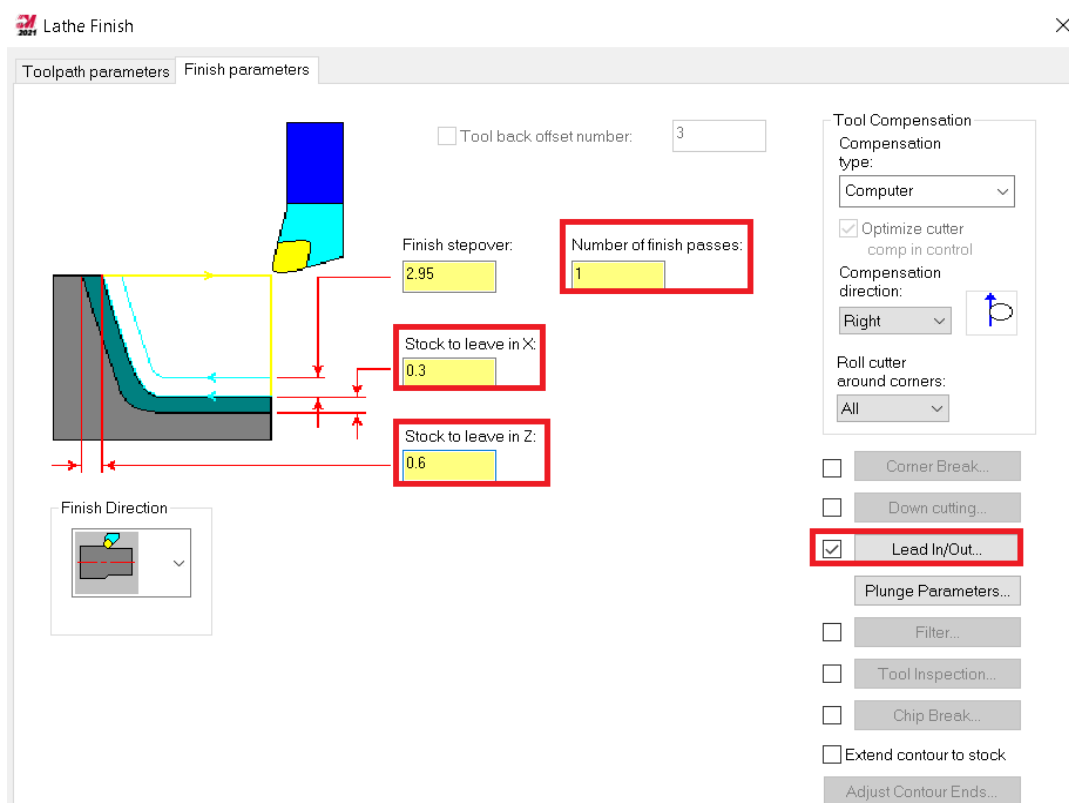 2021 Lathe Finish
Toolpath parameters
Finish parameters
Tool back offset number: 3
Finish stepover:
2.95
Number of finish passes:
1
Stock to leave in X:
0.3
Stock to leave in Z:
0.6
Finish Direction
Tool Compensation
Compensation
type:
Computer
Optimize cutter
comp in control
Compensation
direction:
Right
Roll cutter
around corners:
All
Corner Break...
Down cutting...
Lead In/Out...
Plunge Parameters...
Filter...
Tool Inspection...
Chip Break...
Extend contour to stock
Adjust Contour Ends...